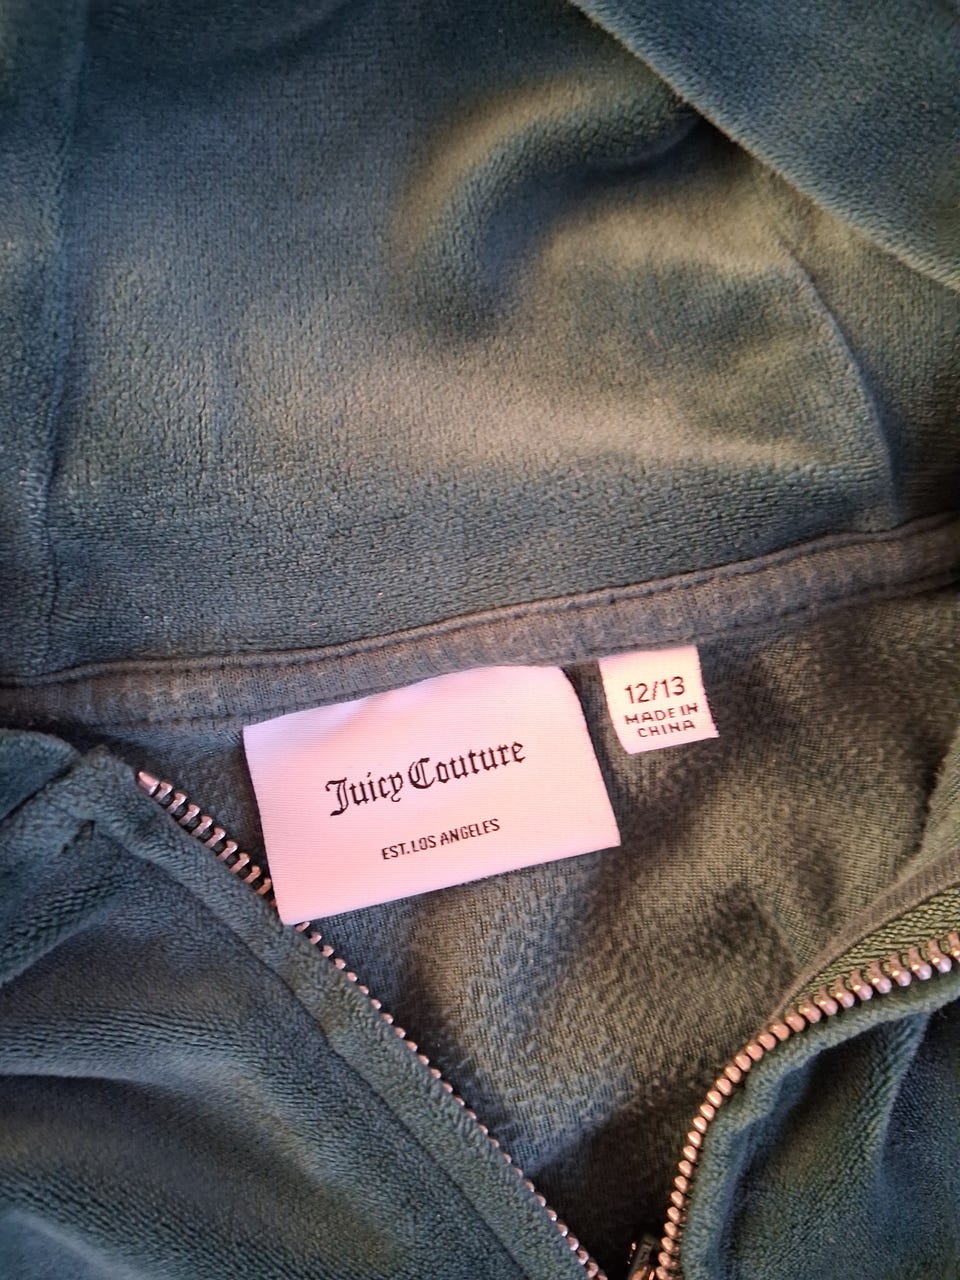 Juicy Couture
EST. LOS ANGELES
12/13
MADE IN
CHINA